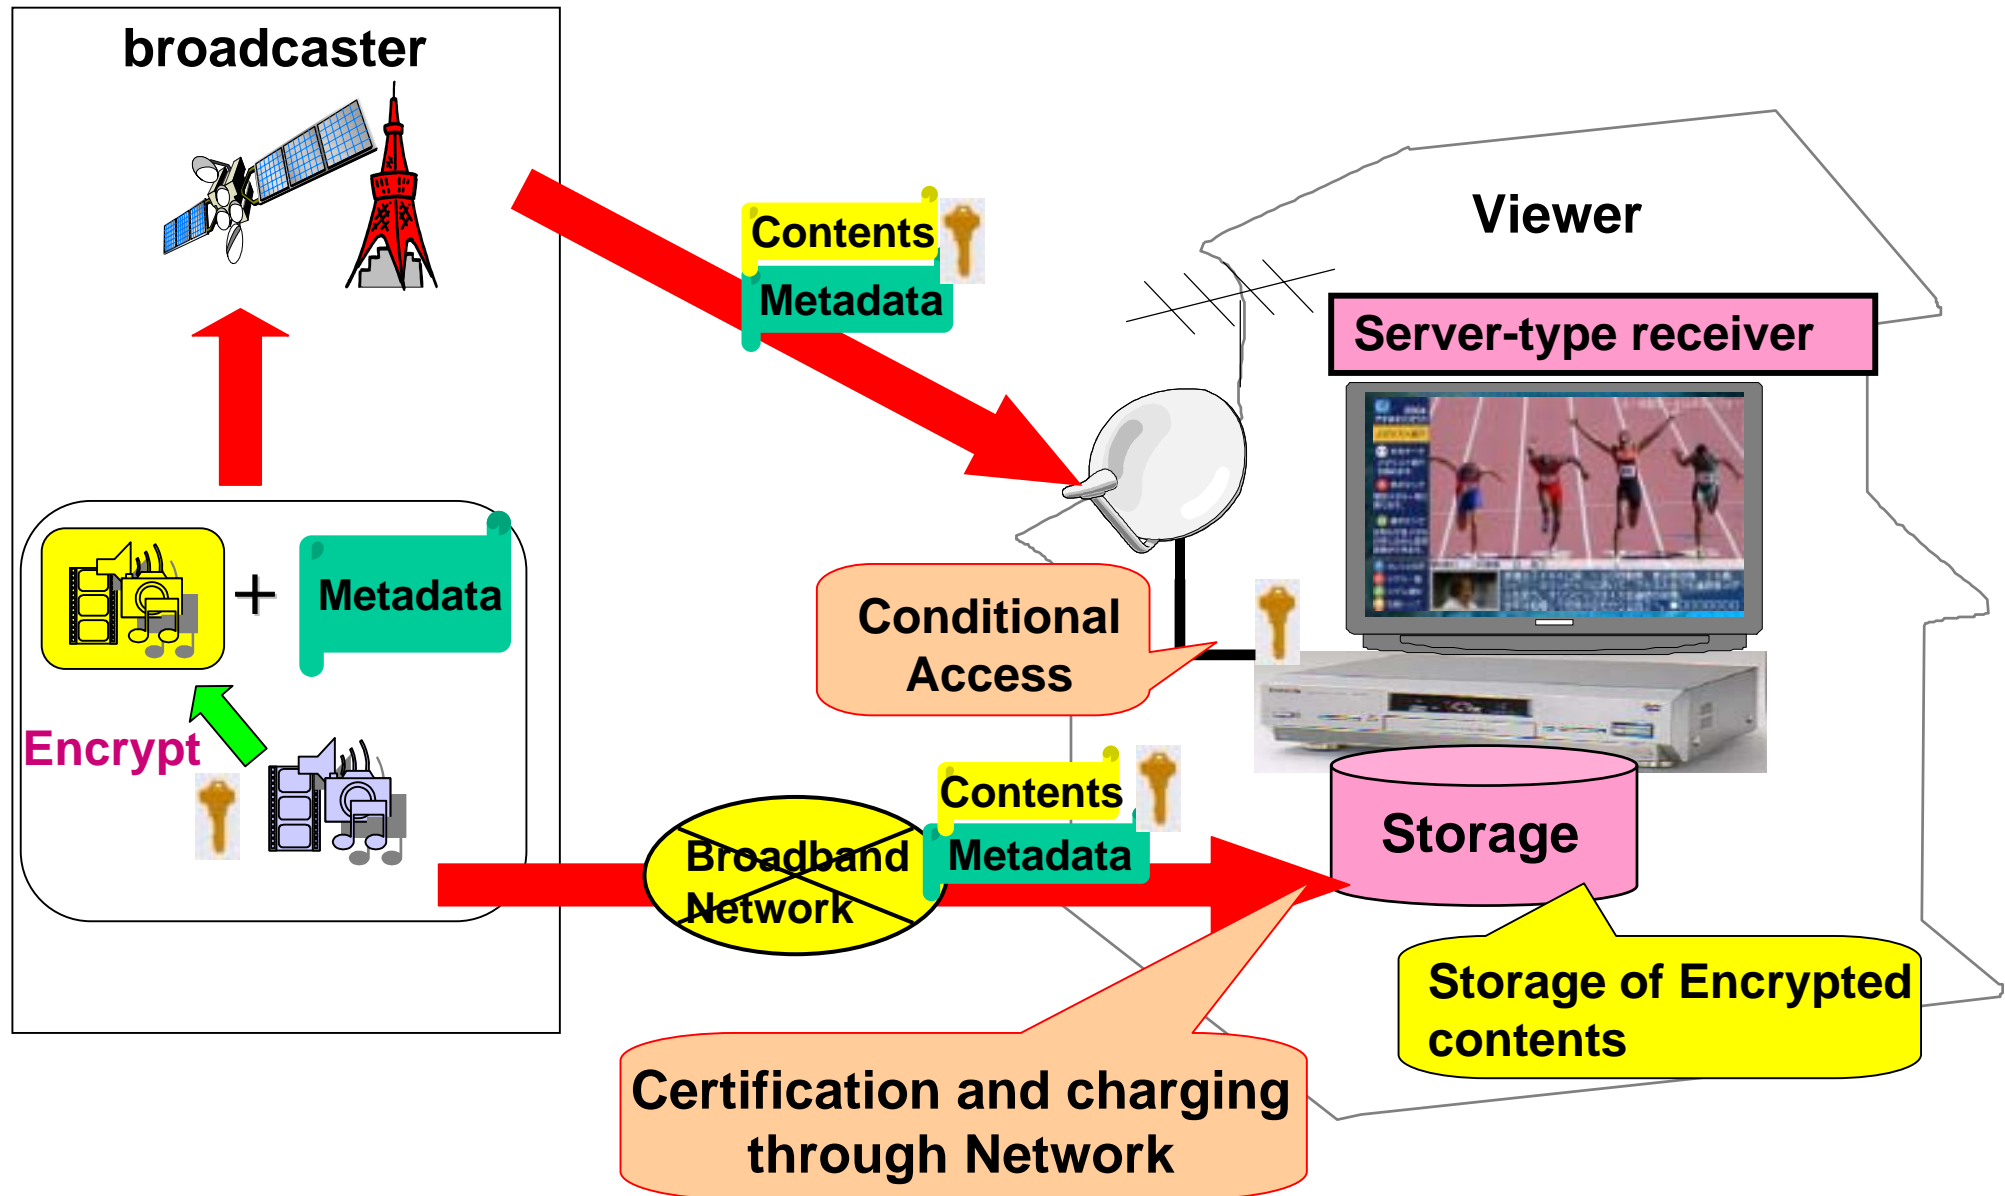 broadcaster
Contents
Metadata
Viewer
Server-type receiver
+
Metadata
Conditional
Access
Encrypt
Contents
Metadata
Broadband
Network
Storage
Storage of Encrypted
contents
Certification and charging
through Network